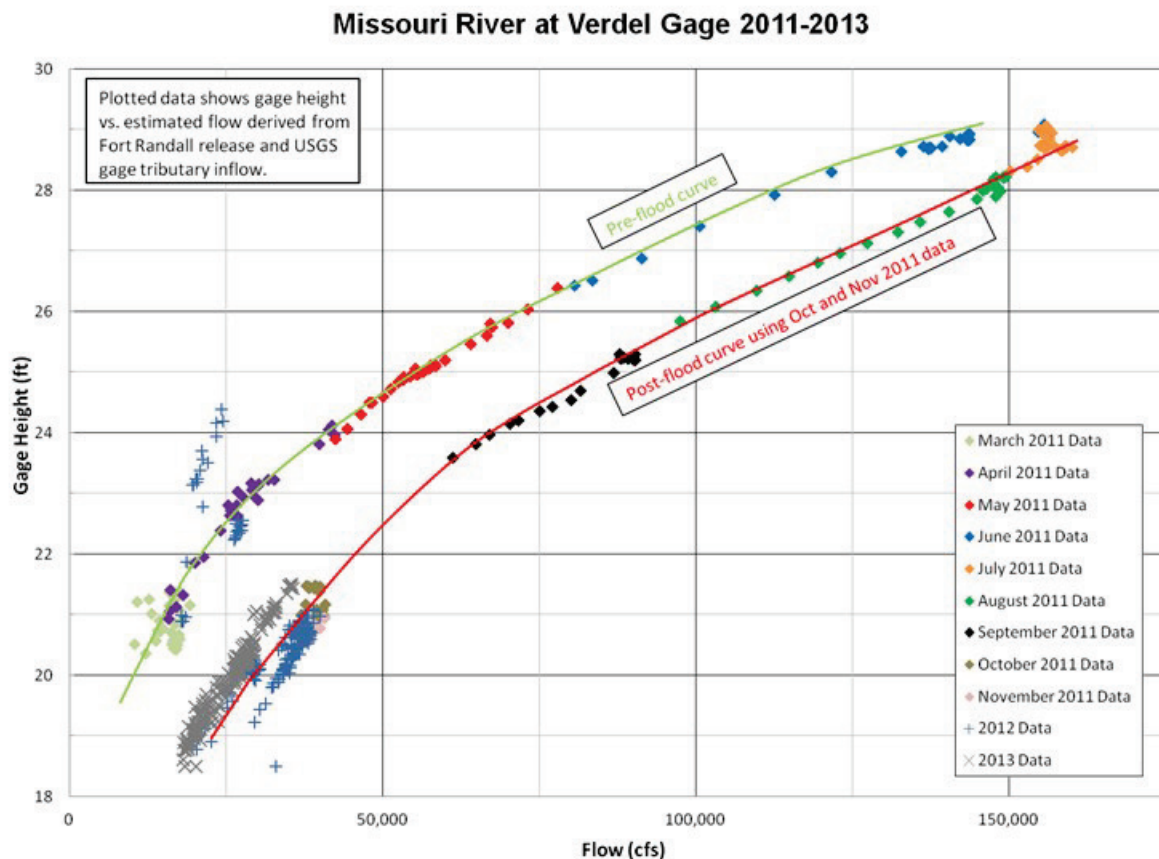 Missouri River at Verdel Gage 2011-2013
30
Plotted data shows gage height
vs. estimated flow derived from
Fort Randall release and USGS
gage tributary inflow.
28
Pre-flood curve
26
Post-flood curve using Oct and Nov 2011 data
Gage Height (ft)
24
22
20
18
March 2011 Data
April 2011 Data
May 2011 Data
June 2011 Data
July 2011 Data
August 2011 Data
September 2011 Data
October 2011 Data
November 2011 Data
2012 Data
2013 Data
0
50,000
100,000
150,000
Flow (cfs)